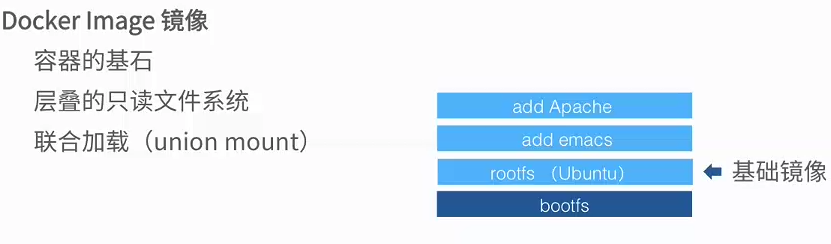 Docker Image 镜像
容器的基石
层叠的只读文件系统
联合加载（union mount）
add Apache
add emacs
rootfs （Ubuntu）
基础镜像
bootfs